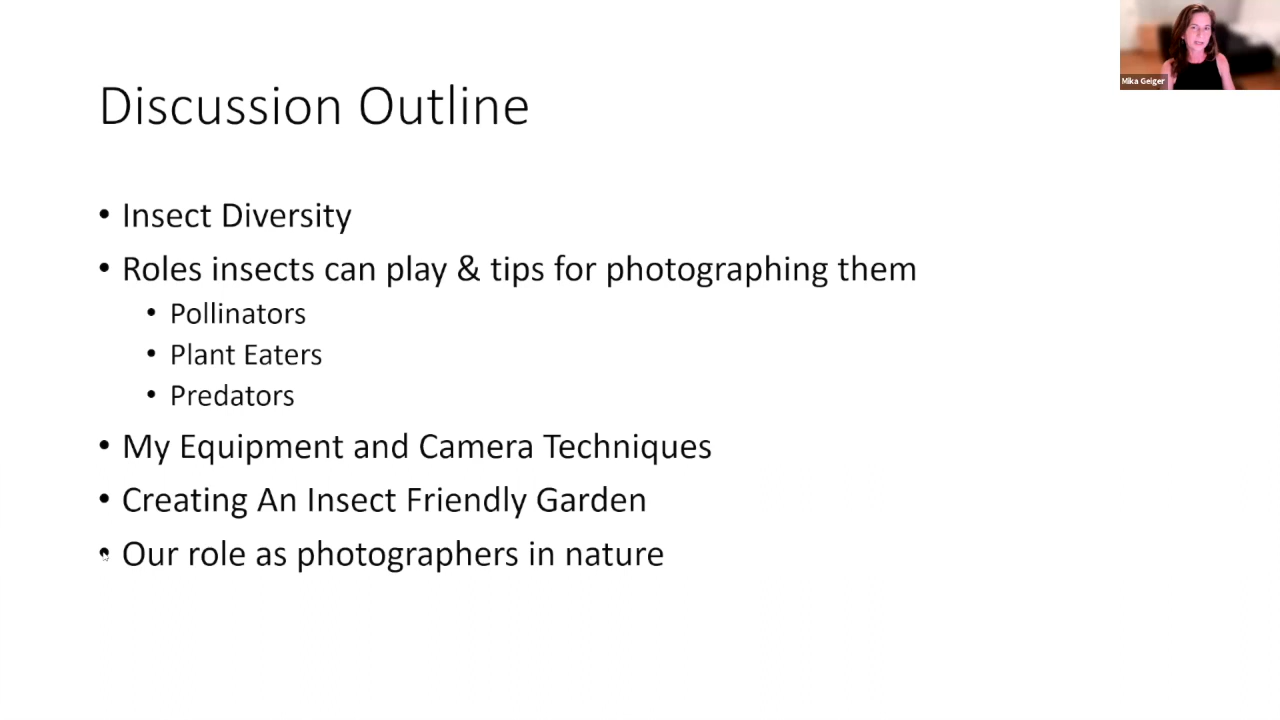 Mika Geiger
Discussion Outline
• Insect Diversity
• Roles insects can play & tips for photographing them
• Pollinators
• Plant Eaters
• Predators
• My Equipment and Camera Techniques
• Creating An Insect Friendly Garden
• Our role as photographers in nature